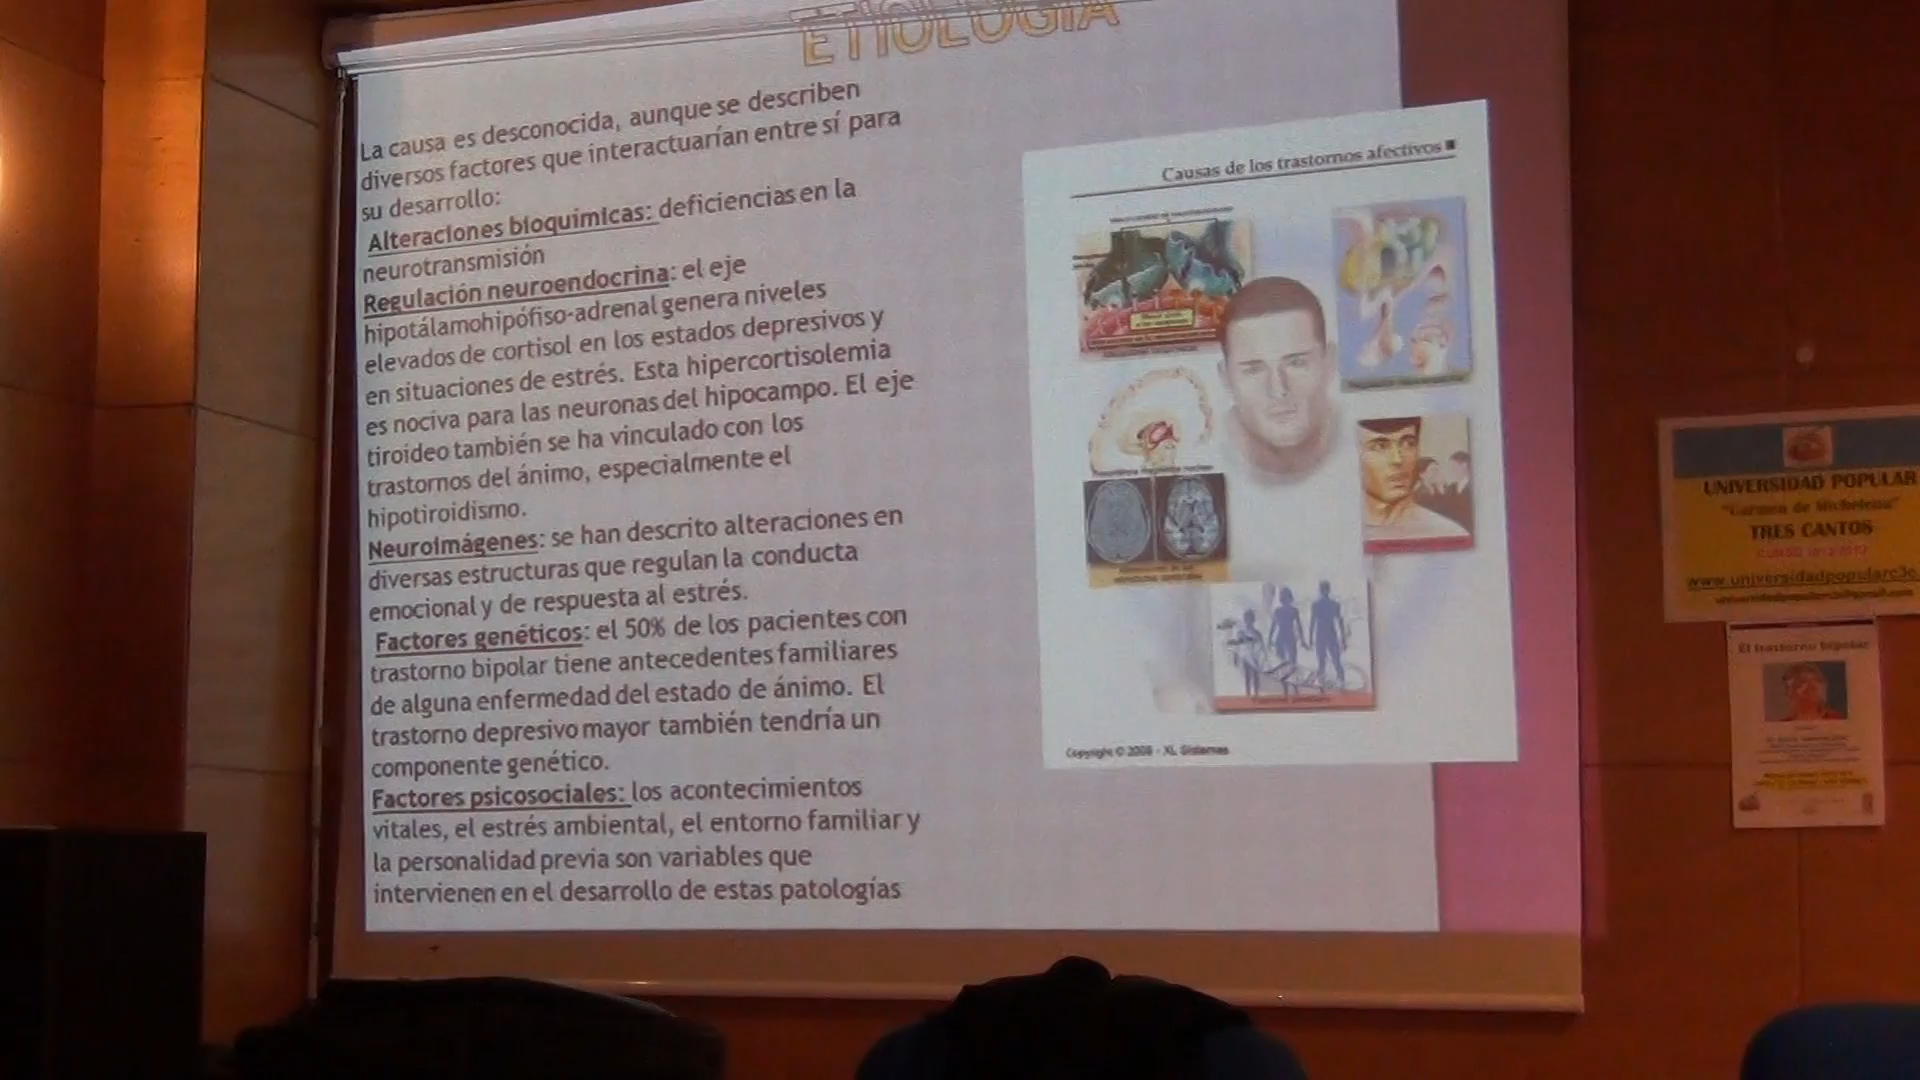 ETIOLOGIA
La causa es desconocida, aunque se describen
diversos factores que interactuarían entre sí para
su desarrollo:
Alteraciones bioquímicas: deficiencias en la
neurotransmisión
Regulación neuroendocrina: el eje
hipotálamohipófiso-adrenal genera niveles
elevados de cortisol en los estados depresivos y
en situaciones de estrés. Esta hipercortisolemia
es nociva para las neuronas del hipocampo. El eje
tiroideo también se ha vinculado con los
trastornos del ánimo, especialmente el
hipotiroidismo.
Neuroimágenes: se han descrito alteraciones en
diversas estructuras que regulan la conducta
emocional y de respuesta al estrés.
Factores genéticos: el 50% de los pacientes con
trastorno bipolar tiene antecedentes familiares
de alguna enfermedad del estado de ánimo. El
trastorno depresivo mayor también tendría un
componente genético.
Factores psicosociales: los acontecimientos
vitales, el estrés ambiental, el entorno familiar y
la personalidad previa son variables que
intervienen en el desarrollo de estas patologías
Causas de los trastornos afectivos
Copyright © 2008 - XL Sistemas
UNIVERSIDAD POPULAR
"Carmen de Michelena"
TRES CANTOS
www.universidadpopularc3c
El trastorno bipolar